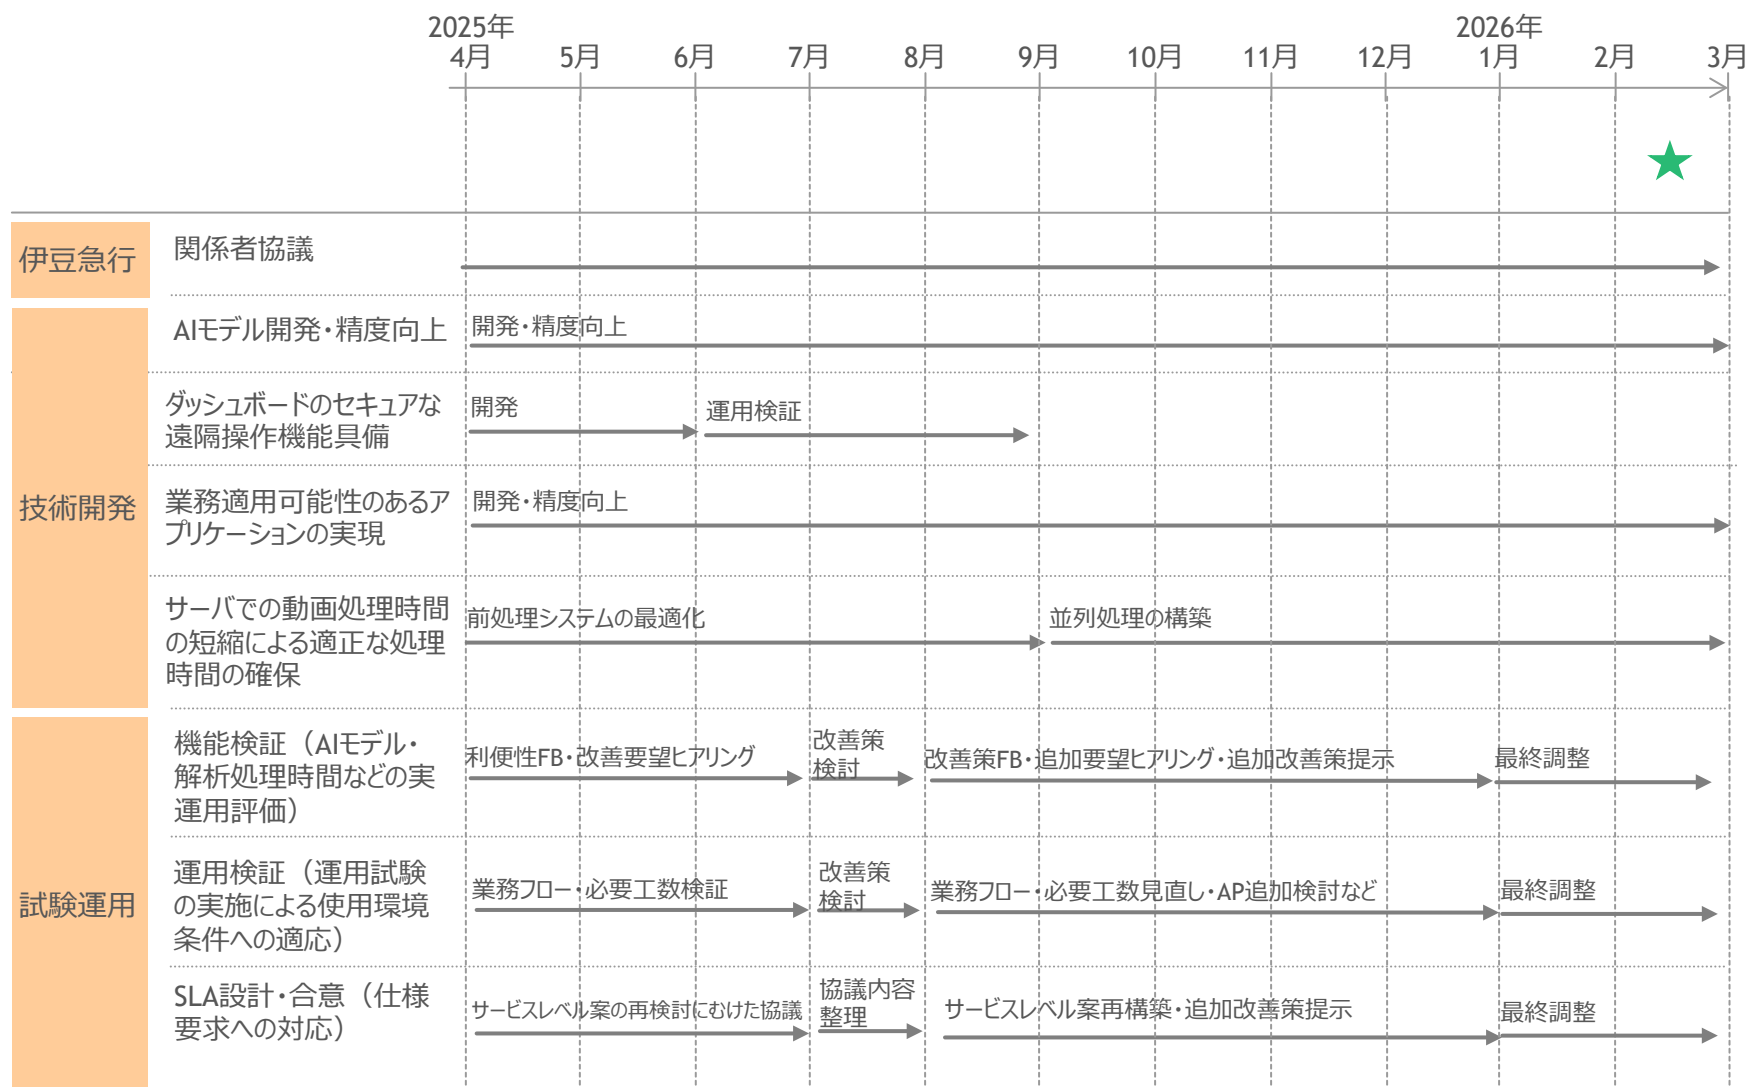 2025年
2026年
4月 5月 6月 7月 8月 9月 10月 11月 12月 1月 2月 3月
伊豆急行
関係者協議
技術開発
AIモデル開発・精度向上
開発・精度向上
ダッシュボードのセキュアな
遠隔操作機能具備
開発
運用検証
業務適用可能性のあるア
プリケーションの実現
開発・精度向上
サーバでの動画処理時間
の短縮による適正な処理
時間の確保
前処理システムの最適化
並列処理の構築
試験運用
機能検証（AIモデル・
解析処理時間などの実
運用評価）
利便性FB・改善要望ヒアリング
改善策
検討
改善策FB・追加要望ヒアリング・追加改善策提示
最終調整
運用検証（運用試験
の実施による使用環境
条件への適応）
業務フロー・必要工数検証
改善策
検討
業務フロー・必要工数見直し・AP追加検討など
最終調整
SLA設計・合意（仕様
要求への対応）
サービスレベル案の再検討にむけた協議
協議内容
整理
サービスレベル案再構築・追加改善策提示
最終調整